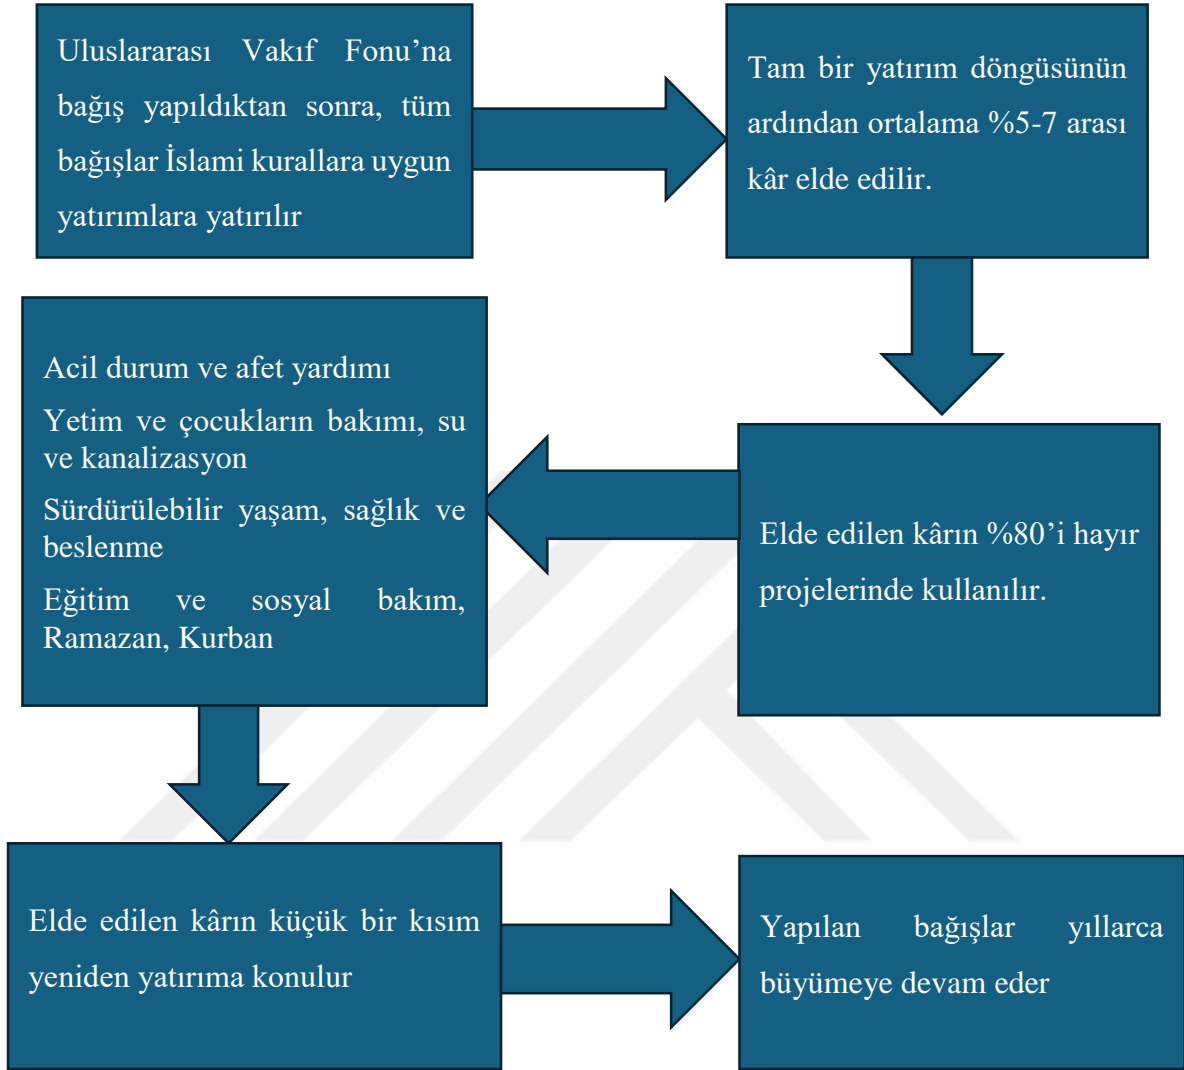 Uluslararası Vakıf Fonu’na
bağış yapıldıktan sonra, tüm
bağışlar İslami kurallara uygun
yatırımlara yatırılır
Tam bir yatırım döngüsünün
ardından ortalama %5-7 arası
kâr elde edilir.
Elde edilen kârın %80’i hayır
projelerinde kullanılır.
Acil durum ve afet yardımı
Yetim ve çocukların bakımı, su
ve kanalizasyon
Sürdürülebilir yaşam, sağlık ve
beslenme
Eğitim ve sosyal bakım,
Ramazan, Kurban
Elde edilen kârın küçük bir kısım
yeniden yatırıma konulur
Yapılan bağışlar yıllarca
büyümeye devam eder